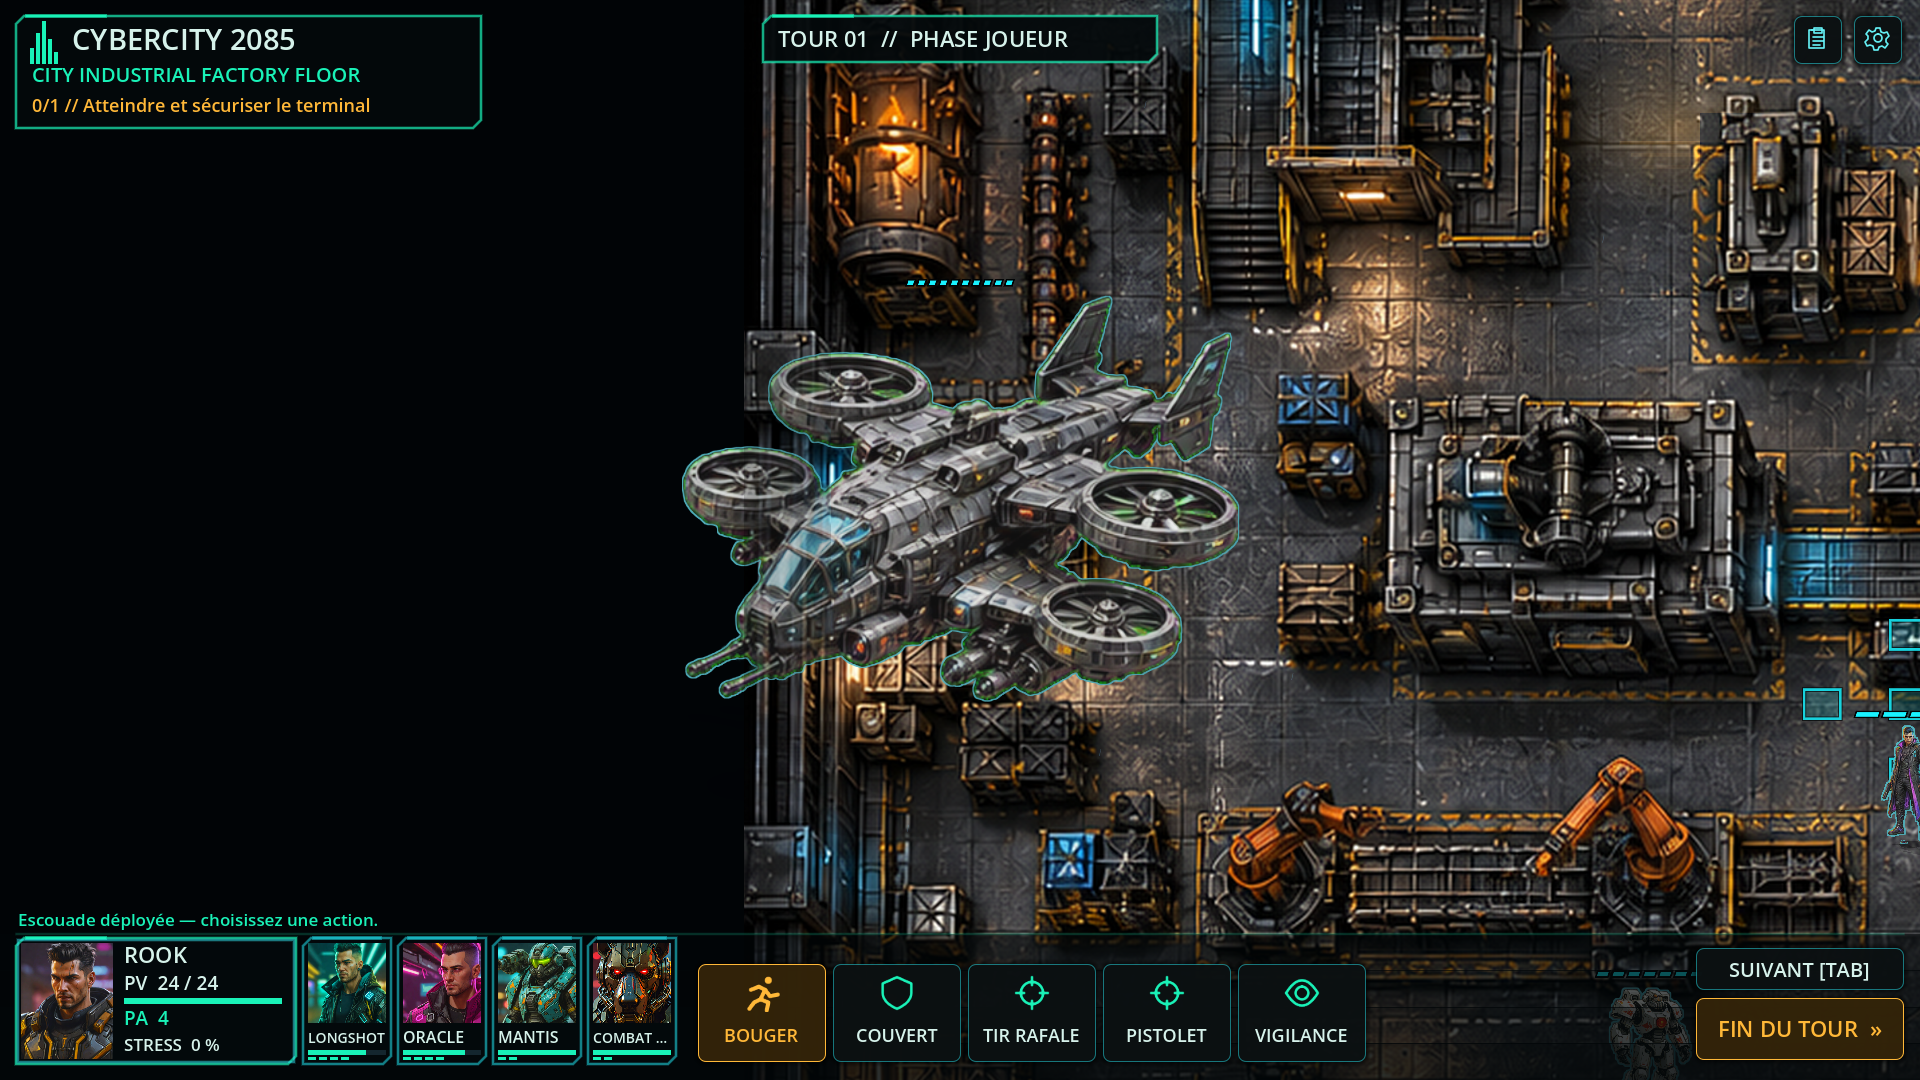 CYBERCITY 2085
CITY INDUSTRIAL FACTORY FLOOR
0/1 // Atteindre et sécuriser le terminal
TOUR 01 // PHASE JOUEUR
Escouade déployée — choisissez une action.
ROOK
PV 24 / 24
PA 4
STRESS 0 %
LONGSHOT
ORACLE
MANTIS
COMBAT ...
BOUGER
COUVERT
TIR RAFALE
PISTOLET
VIGILANCE
SUIVANT [TAB]
FIN DU TOUR »